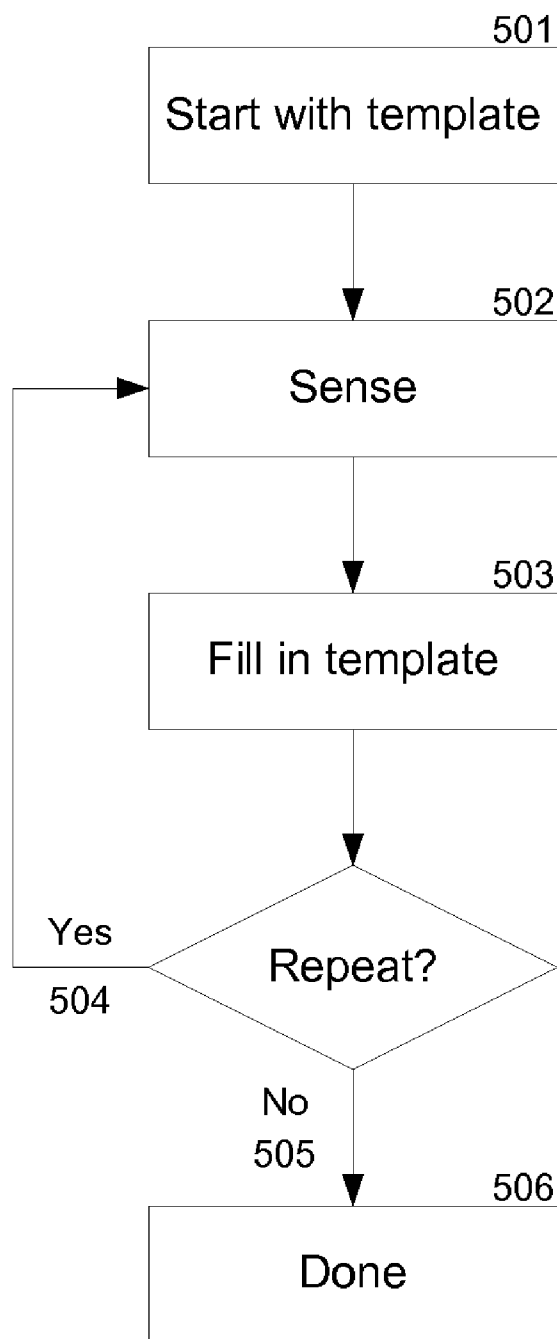 501
Start with template
502
Sense
503
Fill in template
Repeat?
Yes
504
No
505
506
Done